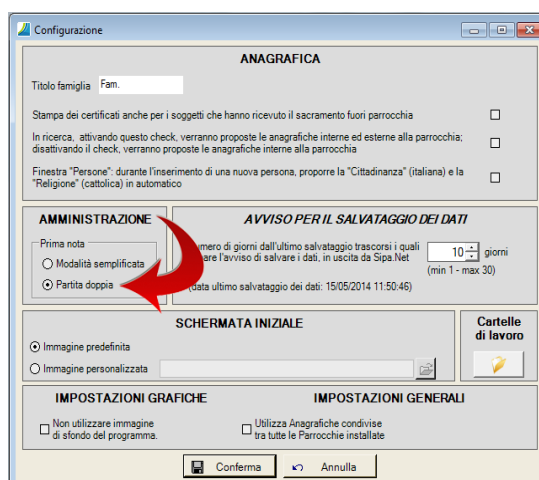 Configurazione
ANAGRAFICA
Titolo famiglia Fam.
Stampa dei certificati anche per i soggetti che hanno ricevuto il sacramento fuori parrocchia
In ricerca, attivando questo check, verranno proposte le anagrafiche interne ed esterne alla parrocchia;
disattivando il check, verranno proposte le anagrafiche interne alla parrocchia
Finestra "Persone": durante l'inserimento di una nuova persona, proporre la "Cittadinanza" (italiana) e la
"Religione" (cattolica) in automatico
AMMINISTRAZIONE
Prima nota
Modalità semplificata
Partita doppia
AVVISO PER IL SALVATAGGIO DEI DATI
numero di giorni dall'ultimo salvataggio trascorsi i quali
l'avviso di salvare i dati, in uscita da Sipa.Net
10 giorni
(min 1 - max 30)
(data ultimo salvataggio dei dati: 15/05/2014 11:50:46)
SCHERMATA INIZIALE
Immagine predefinita
Immagine personalizzata
Cartelle
di lavoro
IMPOSTAZIONI GRAFICHE
Non utilizzare immagine
di sfondo del programma.
IMPOSTAZIONI GENERALI
Utilizza Anagrafiche condivise
tra tutte le Parrocchie installate
Conferma
Annulla